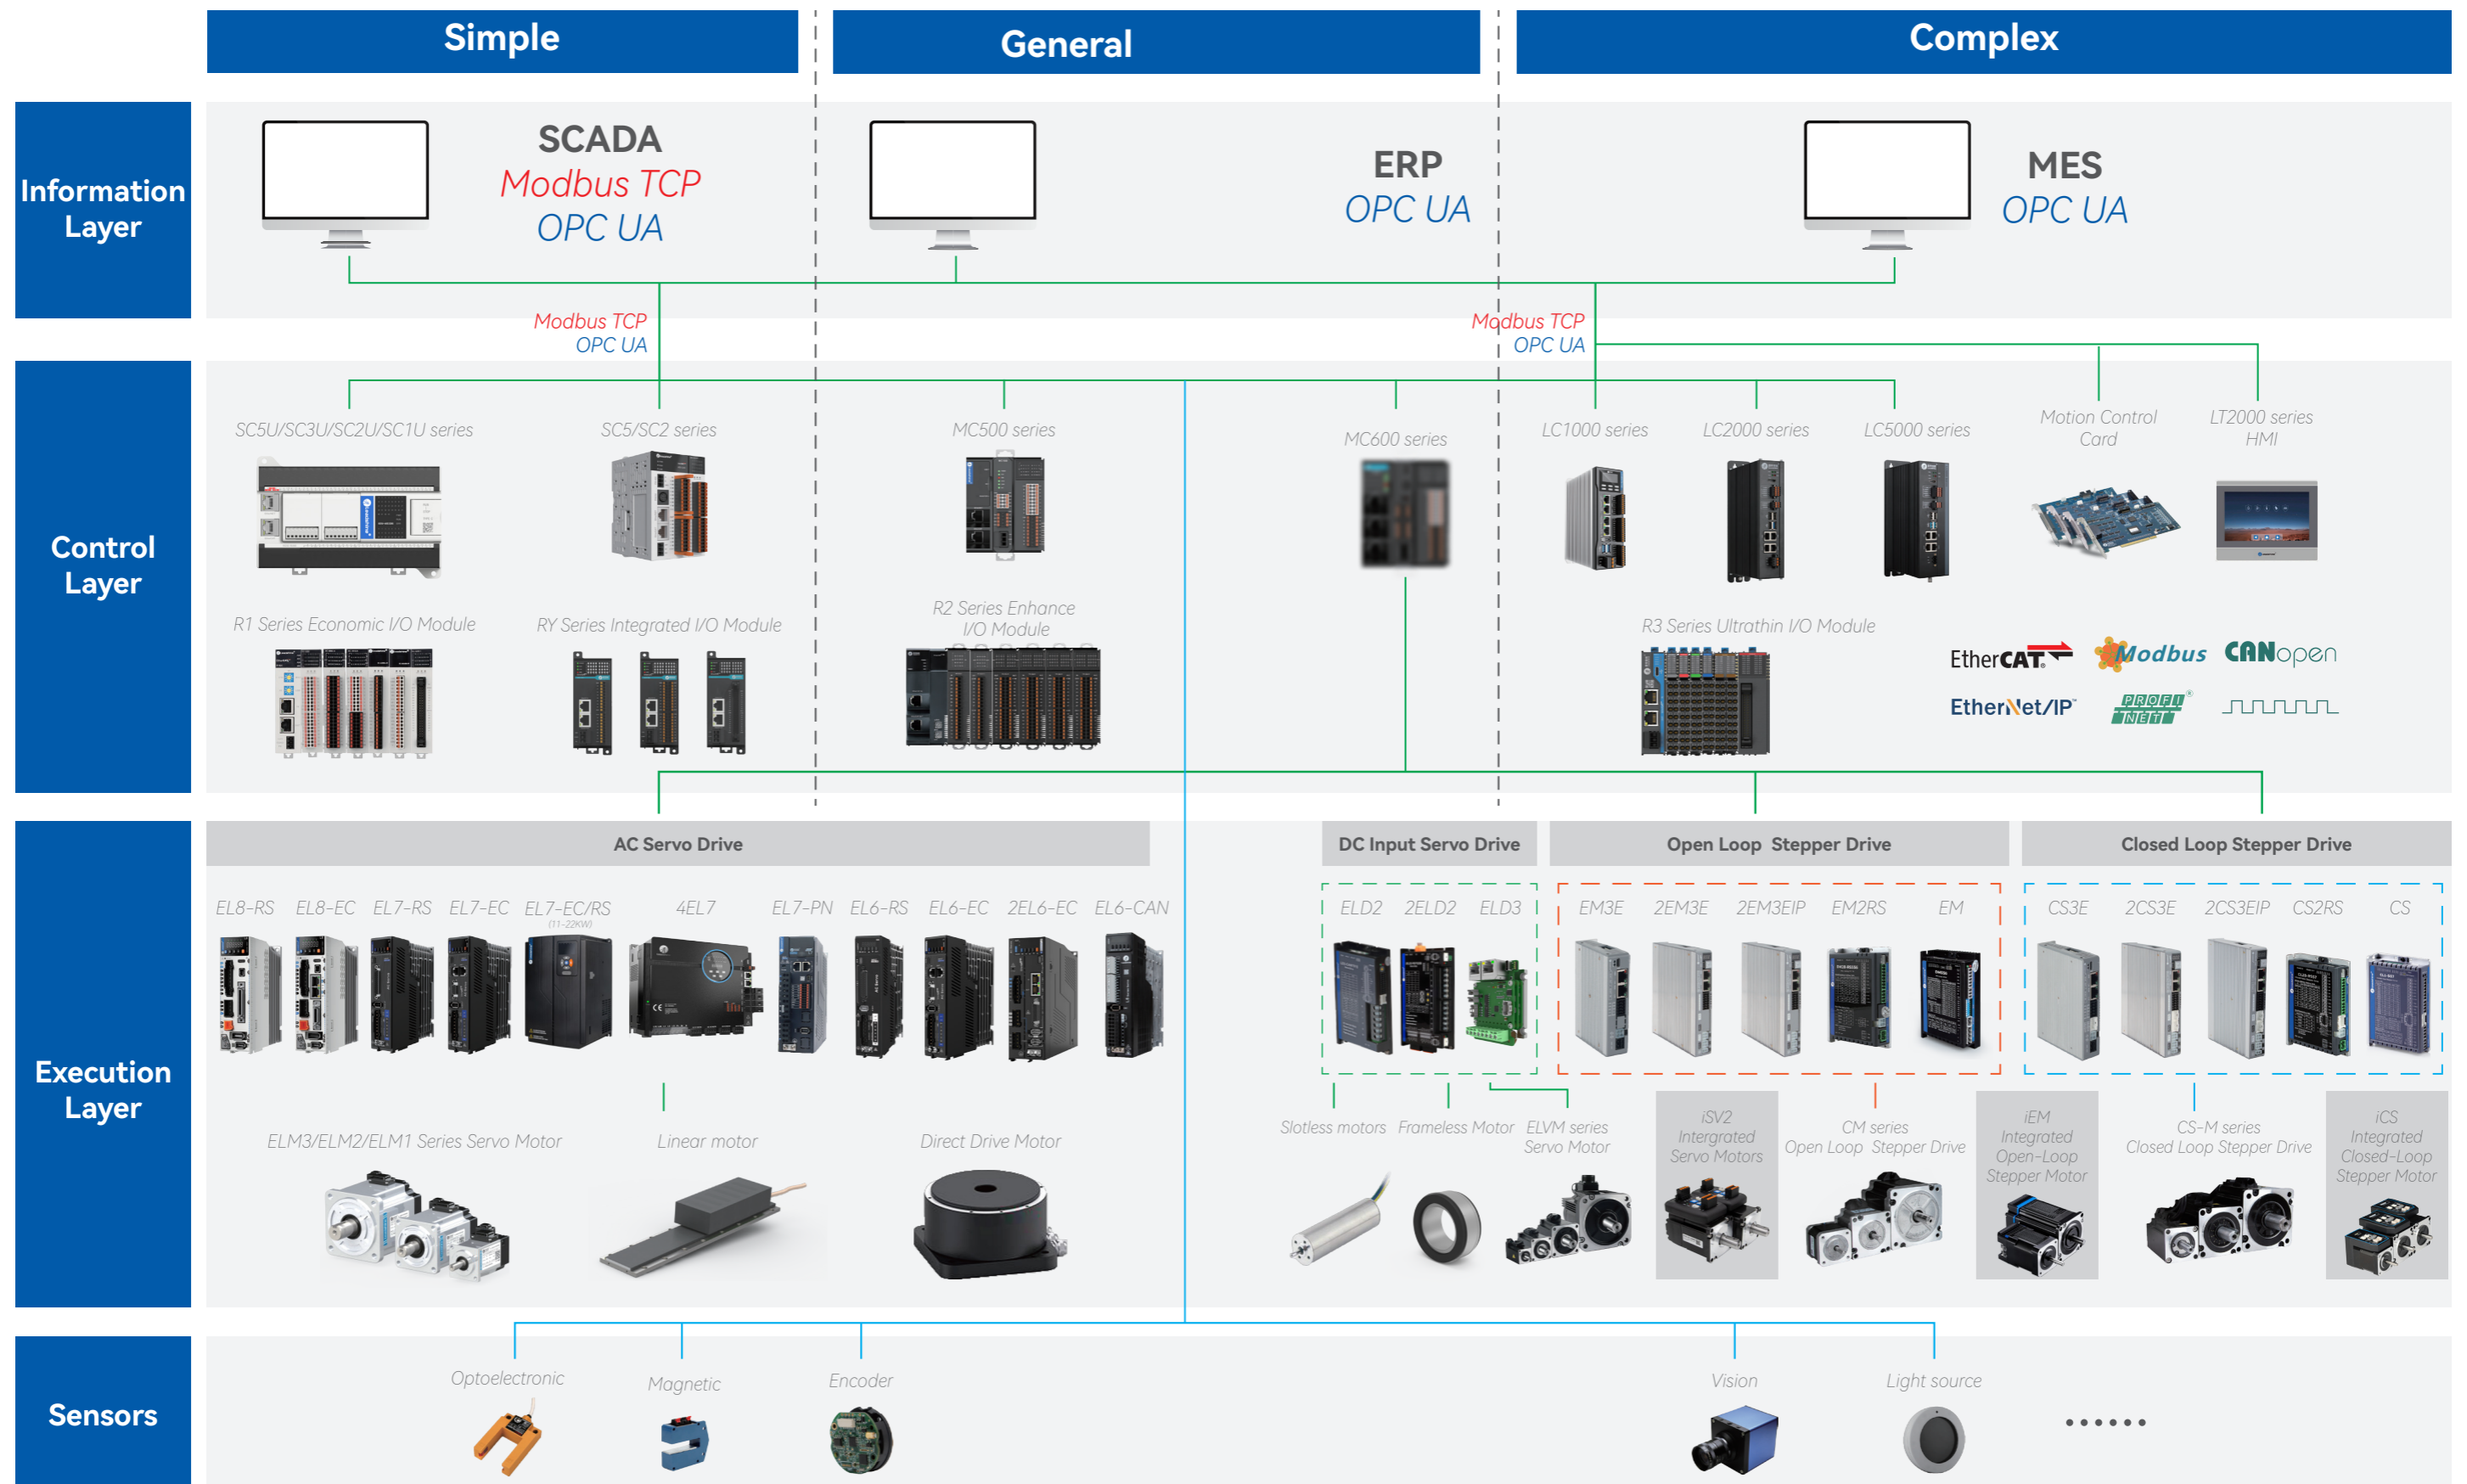 Simple
General
Complex
Information
Layer
SCADA
Modbus TCP
OPC UA
ERP
OPC UA
MES
OPC UA
Modbus TCP
OPC UA
Modbus TCP
OPC UA
Control
Layer
SC5U/SC3U/SC2U/SC1U series
SC5/SC2 series
MC500 series
MC600 series
LC1000 series
LC2000 series
LC5000 series
Motion Control
Card
LT2000 series
HMI
R1 Series Economic I/O Module
RY Series Integrated I/O Module
R2 Series Enhance
I/O Module
R3 Series Ultrathin I/O Module
EtherCAT®
Modbus
CANopen
EtherNet/IP™
PROFI®
NET
Execution
Layer
AC Servo Drive
DC Input Servo Drive
Open Loop Stepper Drive
Closed Loop Stepper Drive
EL8-RS
EL8-EC
EL7-RS
EL7-EC
EL7-EC/RS
(11-22KW)
4EL7
EL7-PN
EL6-RS
EL6-EC
2EL6-EC
EL6-CAN
ELD2
2ELD2
ELD3
EM3E
2EM3E
2EM3EIP
EM2RS
EM
CS3E
2CS3E
2CS3EIP
CS2RS
CS
ELM3/ELM2/ELM1 Series Servo Motor
Linear motor
Direct Drive Motor
Slotless motors
Frameless Motor
ELVM series
Servo Motor
iSV2
Intergrated
Servo Motors
CM series
Open Loop Stepper Drive
iEM
Integrated
Open-Loop
Stepper Motor
CS-M series
Closed Loop Stepper Drive
iCS
Integrated
Closed-Loop
Stepper Motor
Sensors
Optoelectronic
Magnetic
Encoder
Vision
Light source
......